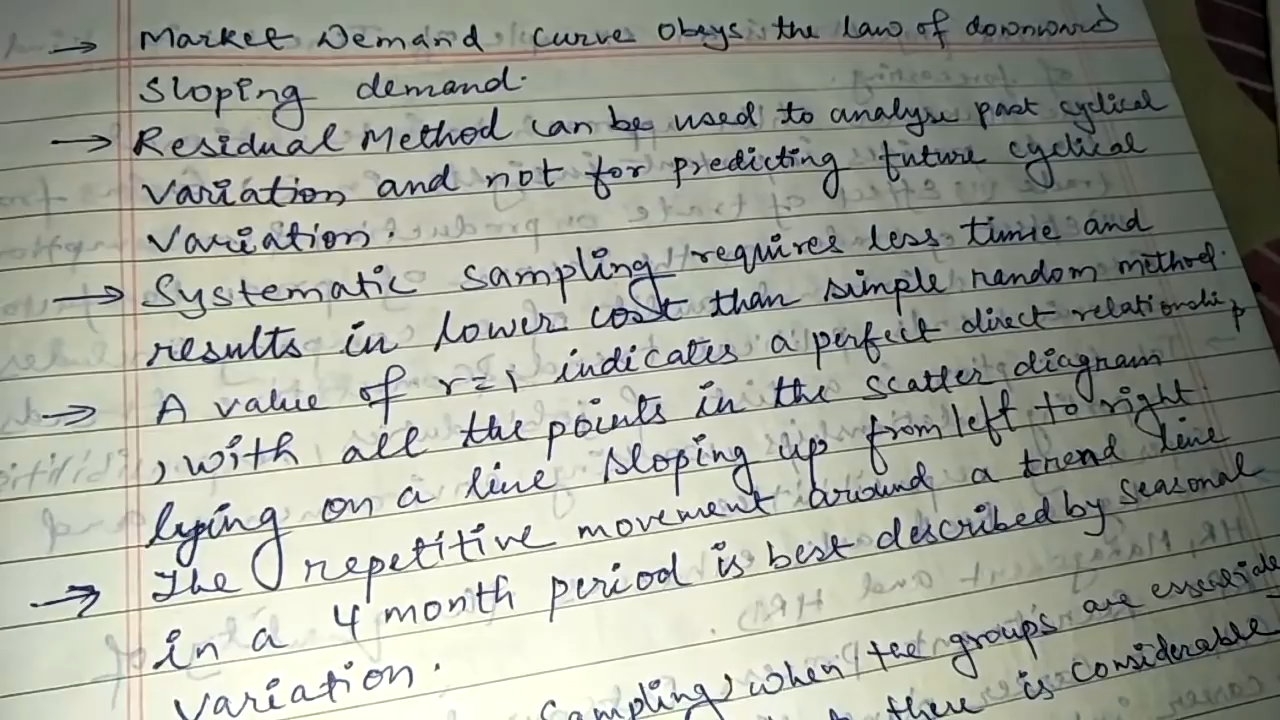 → Market Demand curve obeys the law of downward
sloping demand.
→ Residual Method can be used to analyse past cyclical
variation and not for predicting future cyclical
variation.
→ Systematic sampling requires less time and
results in lower cost than simple random method.
→ A value of r=1 indicates a perfect direct relationship
, with all the points in the scatter diagram
lying on a line sloping up from left to right.
→ The repetitive movement around a trend line
in a 4 month period is best described by seasonal
variation.
sampling, when the groups are
there is considerable